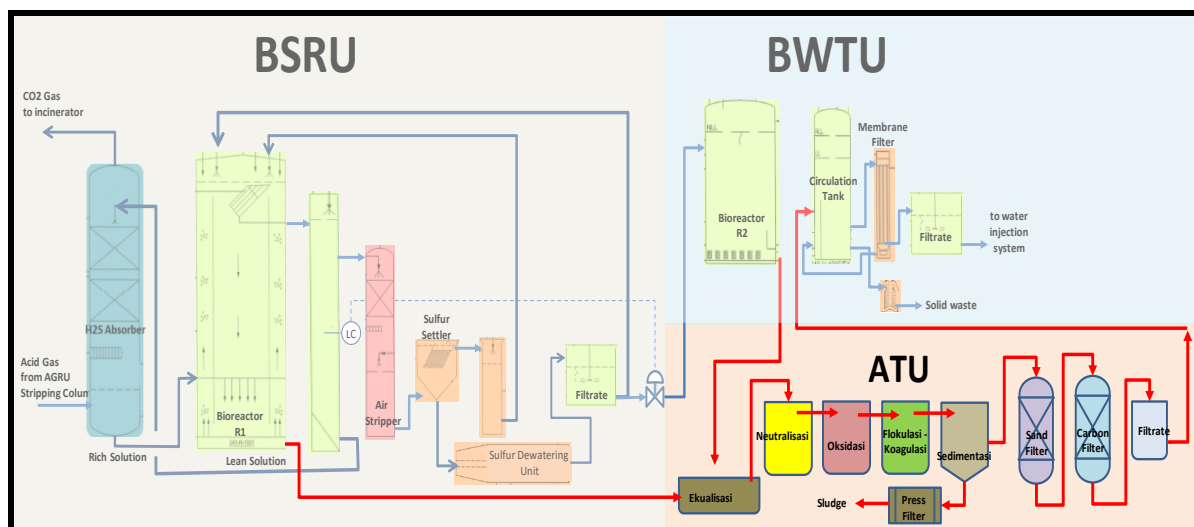 BSRU
BWTU
CO2 Gas
to incinerator
NLL
NLL
LLL
Membrane
Filter
Circulation
Tank
Bioreactor
R2
Filtrate
to water
injection
system
Solid waste
H2S Absorber
LC
Sulfur
Settler
Acid Gas
from AGRU
Stripping Colum
Bioreactor
R1
Air
Stripper
Filtrate
Rich Solution
Lean Solution
Sulfur Dewatering
Unit
ATU
Neutralisasi
Oksidasi
Flokulasi -
Koagulasi
Sedimentasi
Sand
Filter
Carbon
Filter
Filtrate
Ekualisasi
Sludge
Press
Filter